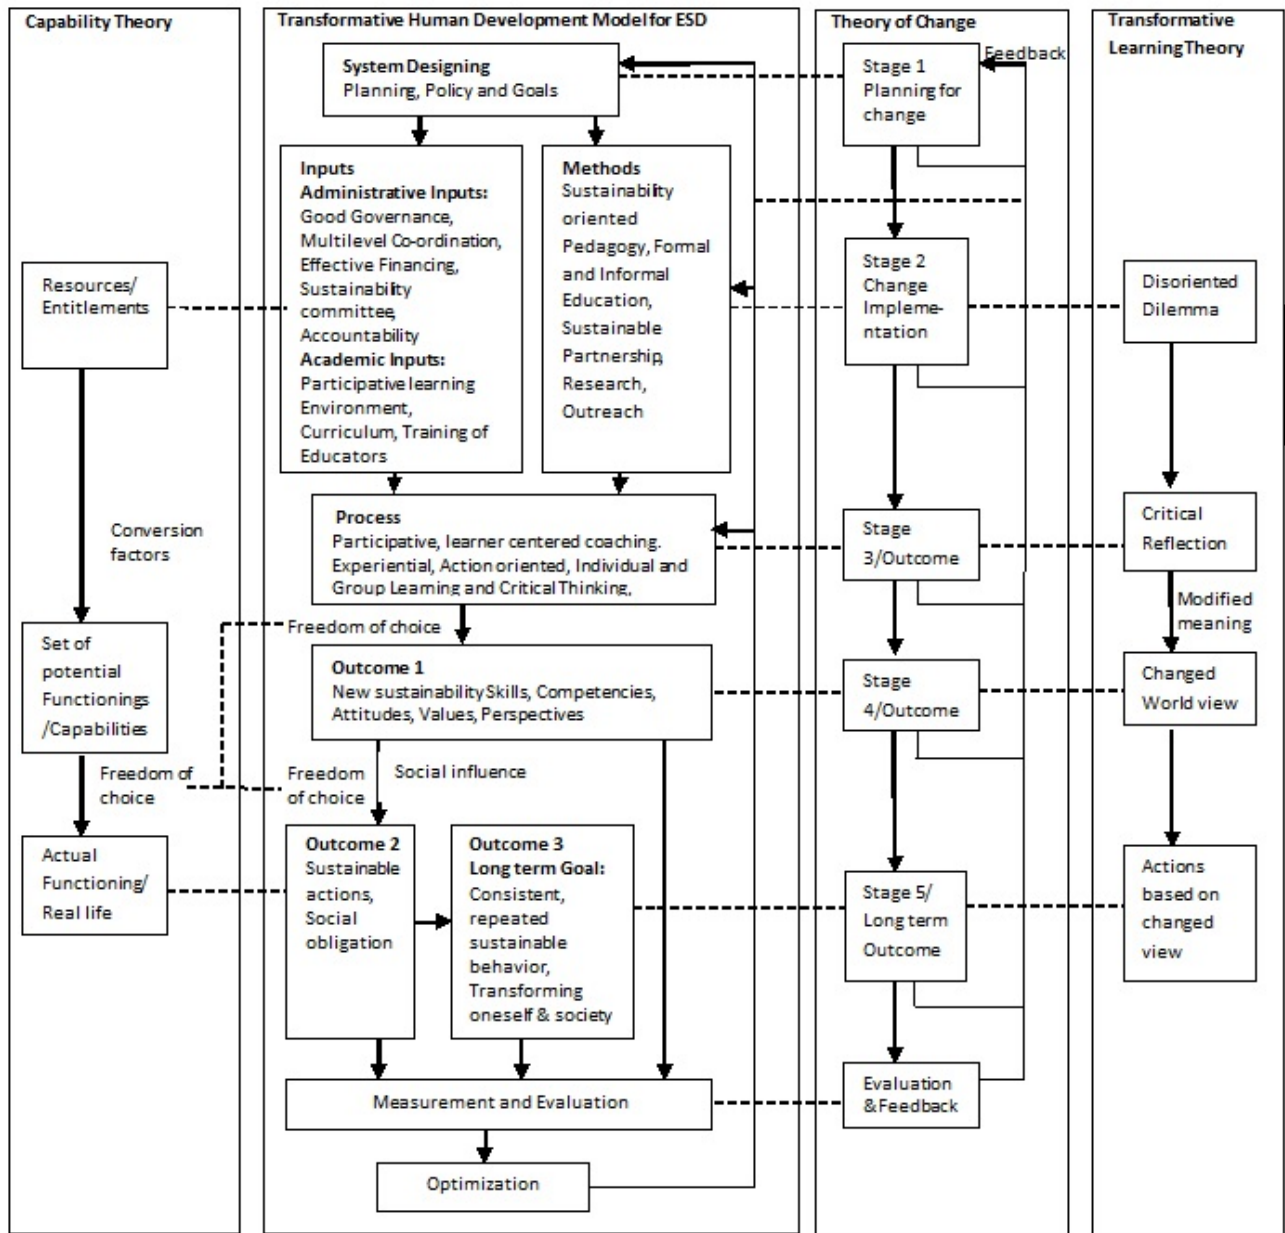 Capability Theory
Transformative Human Development Model for ESD
Theory of Change
Transformative
Learning Theory
Resources/
Entitlements
Conversion
factors
Set of
potential
Functionings
/Capabilities
Freedom of
choice
Actual
Functioning/
Real life
System Designing
Planning, Policy and Goals
Inputs
Administrative Inputs:
Good Governance,
Multilevel Co-ordination,
Effective Financing,
Sustainability
committee,
Accountability
Academic Inputs:
Participative learning
Environment,
Curriculum, Training of
Educators
Methods
Sustainability
oriented
Pedagogy, Formal
and Informal
Education,
Sustainable
Partnership,
Research,
Outreach
Process
Participative, learner centered coaching.
Experiential, Action oriented, Individual and
Group Learning and Critical Thinking,
Freedom of choice
Outcome 1
New sustainability Skills, Competencies,
Attitudes, Values, Perspectives
Freedom
of choice
Social influence
Outcome 2
Sustainable
actions,
Social
obligation
Outcome 3
Long term Goal:
Consistent,
repeated
sustainable
behavior,
Transforming
oneself & society
Measurement and Evaluation
Optimization
Feedback
Stage 1
Planning for
change
Stage 2
Change
Impleme-
ntation
Stage
3/Outcome
Stage
4/Outcome
Stage 5/
Long term
Outcome
Evaluation
& Feedback
Disoriented
Dilemma
Critical
Reflection
Modified
meaning
Changed
World view
Actions
based on
changed
view